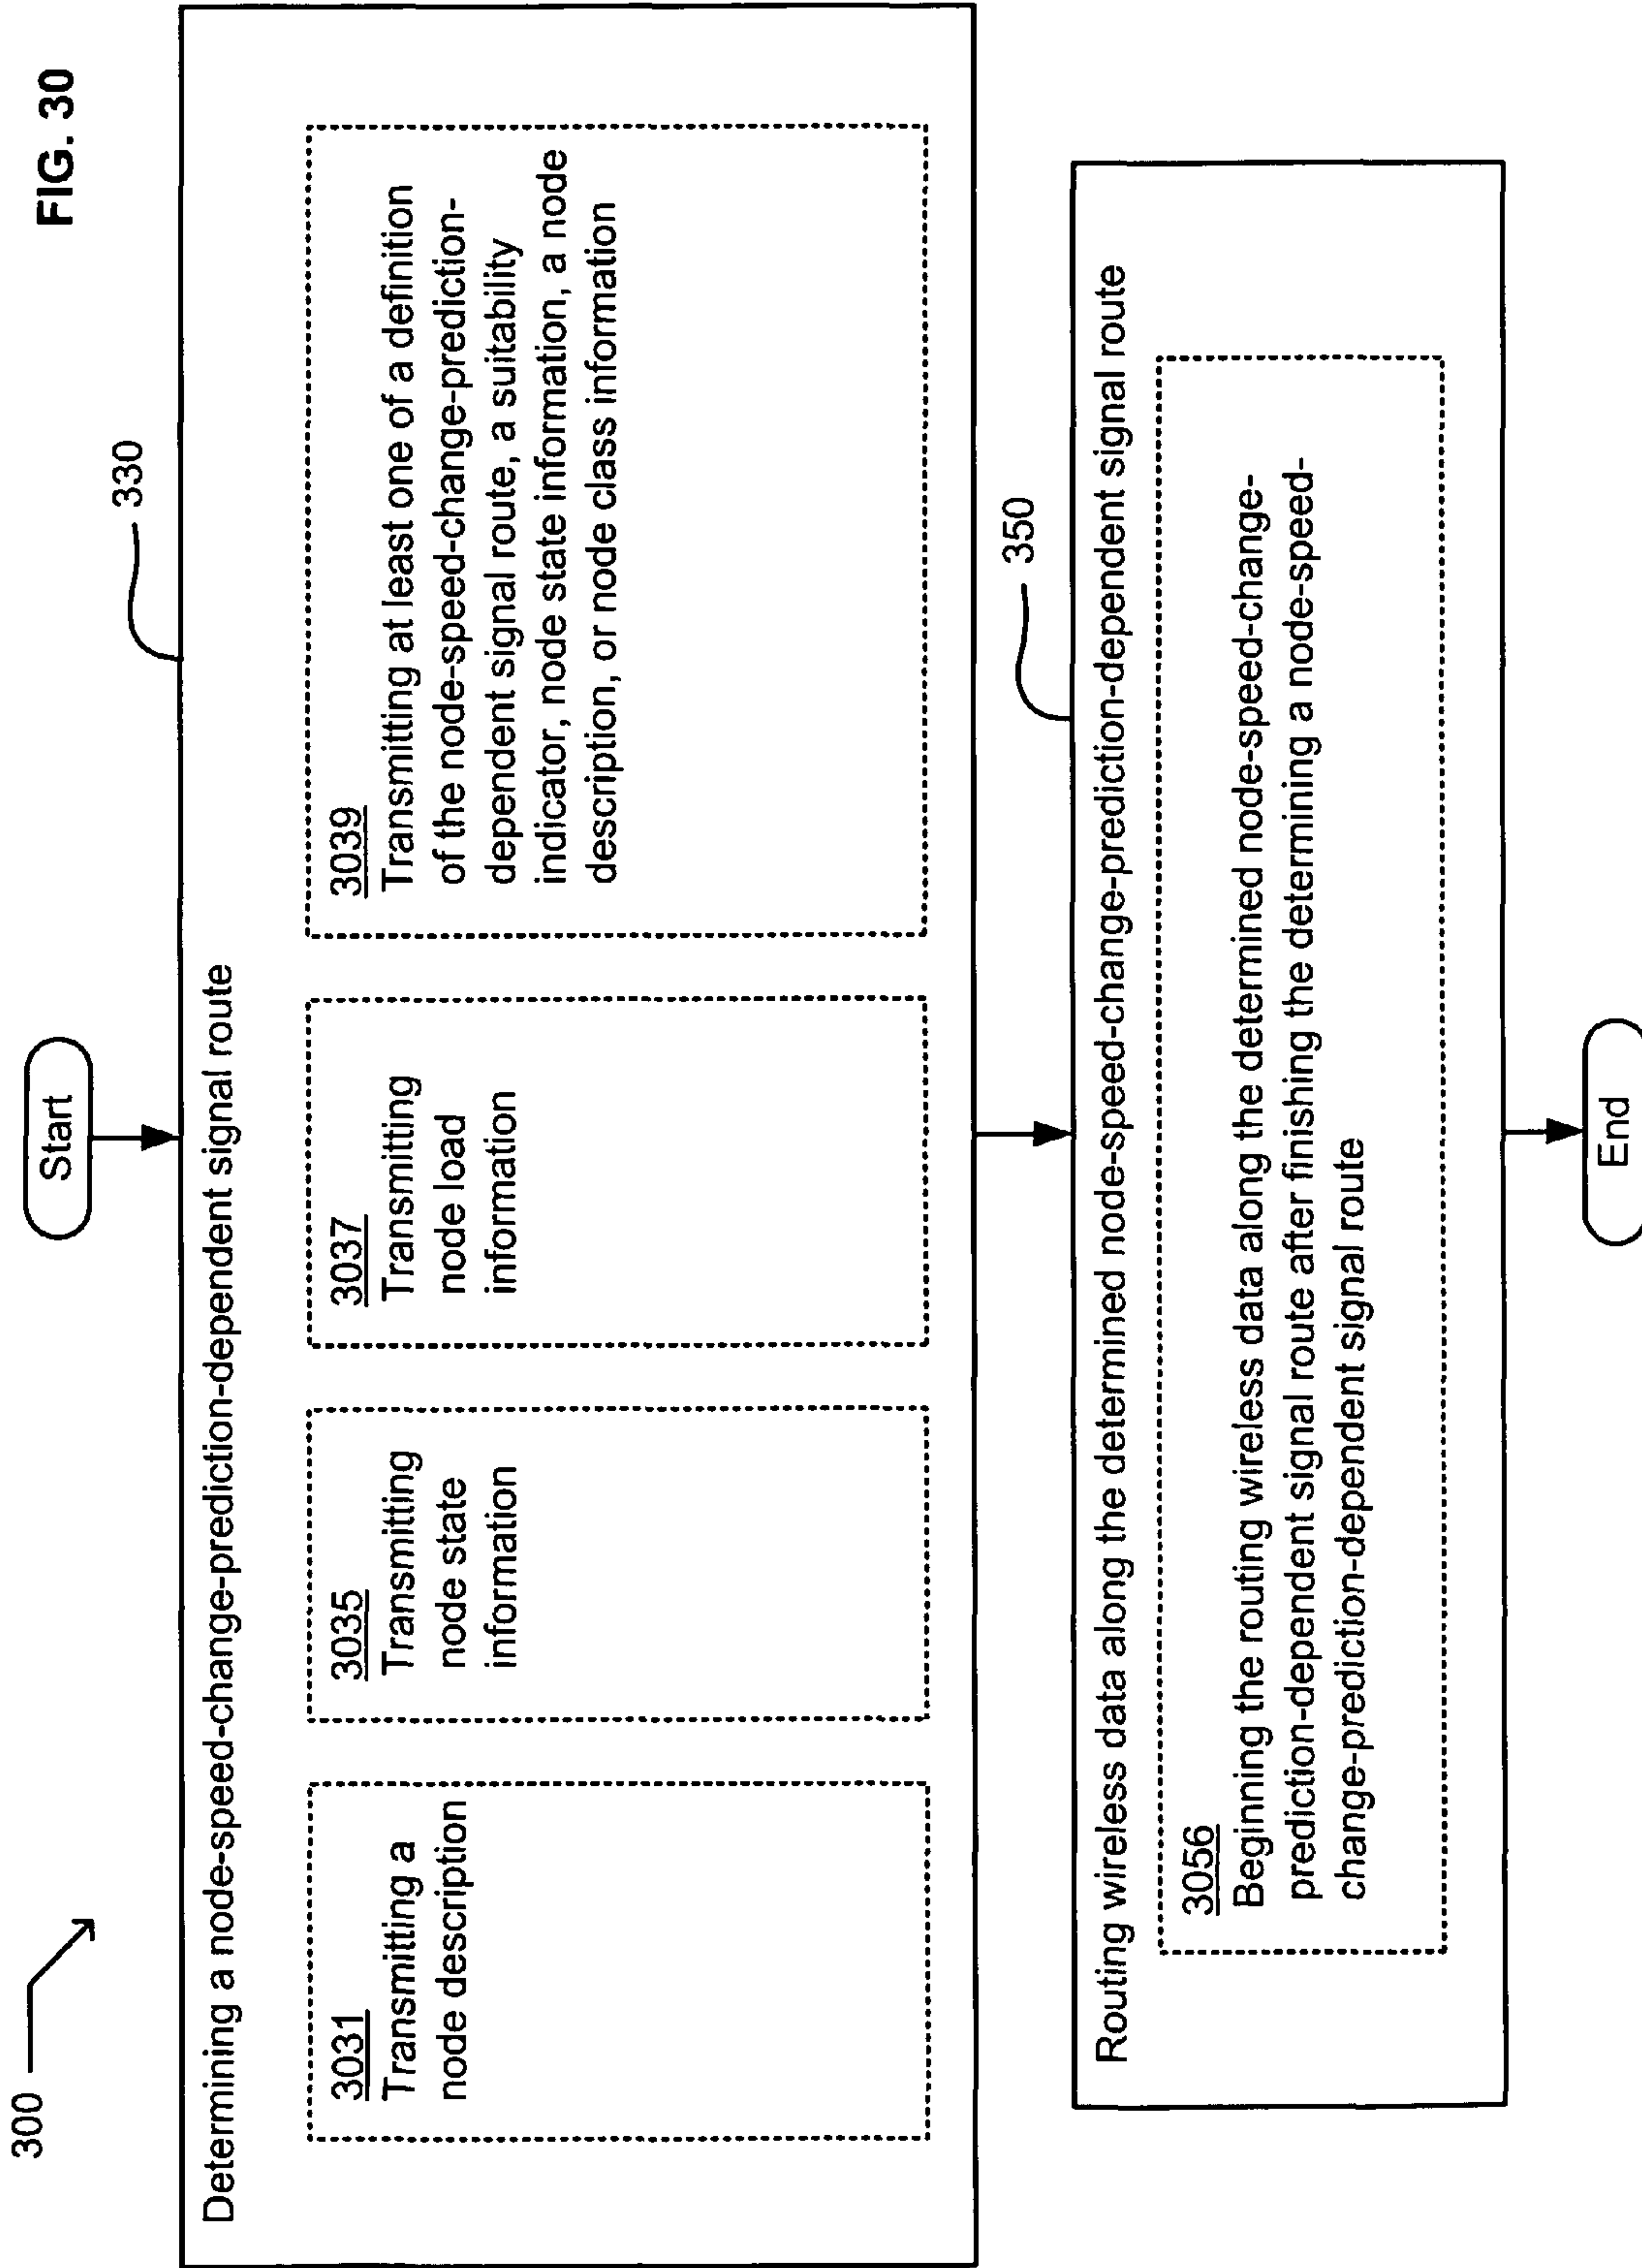 FIG. 30
300
Start
330
Determining a node-speed-change-prediction-dependent signal route
3031
Transmitting a
node description
3035
Transmitting
node state
information
3037
Transmitting
node load
information
3039
Transmitting at least one of a definition
of the node-speed-change-prediction-
dependent signal route, a suitability
indicator, node state information, a node
description, or node class information
350
Routing wireless data along the determined node-speed-change-prediction-dependent signal route
3056
Beginning the routing wireless data along the determined node-speed-change-
prediction-dependent signal route after finishing the determining a node-speed-
change-prediction-dependent signal route
End